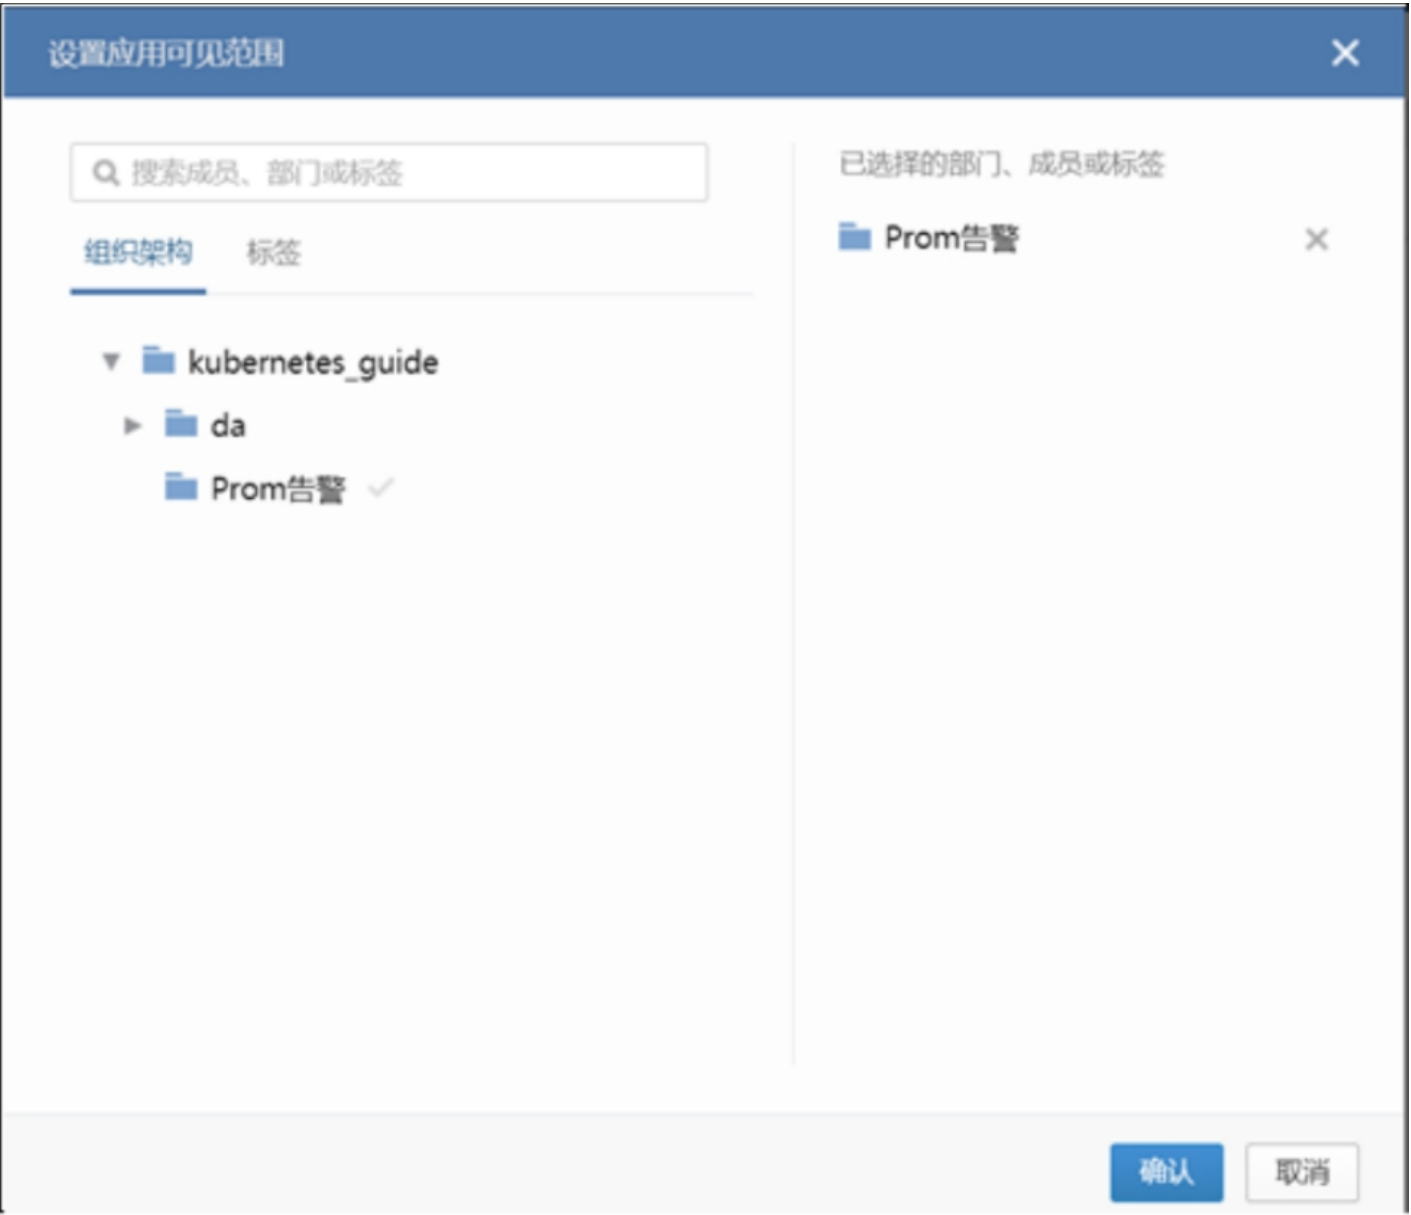 设置应用可见范围
搜索成员、部门或标签
组织架构 标签
kubernetes_guide
da
Prom告警
已选择的部门、成员或标签
Prom告警
确认 取消